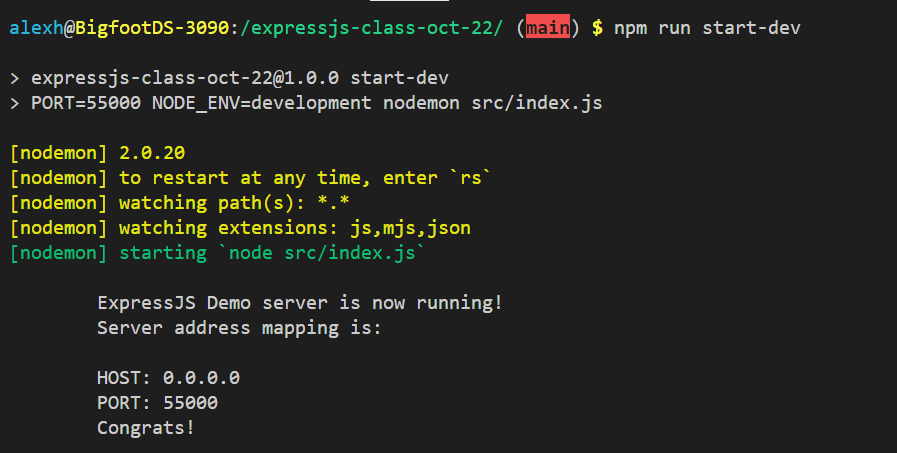 alexh@BigfootDS-3090:/expressjs-class-oct-22/ (main) $ npm run start-dev
> expressjs-class-oct-22@1.0.0 start-dev
> PORT=55000 NODE_ENV=development nodemon src/index.js
[nodemon] 2.0.20
[nodemon] to restart at any time, enter `rs`
[nodemon] watching path(s): *.*
[nodemon] watching extensions: js,mjs,json
[nodemon] starting `node src/index.js`
ExpressJS Demo server is now running!
Server address mapping is:
HOST: 0.0.0.0
PORT: 55000
Congrats!